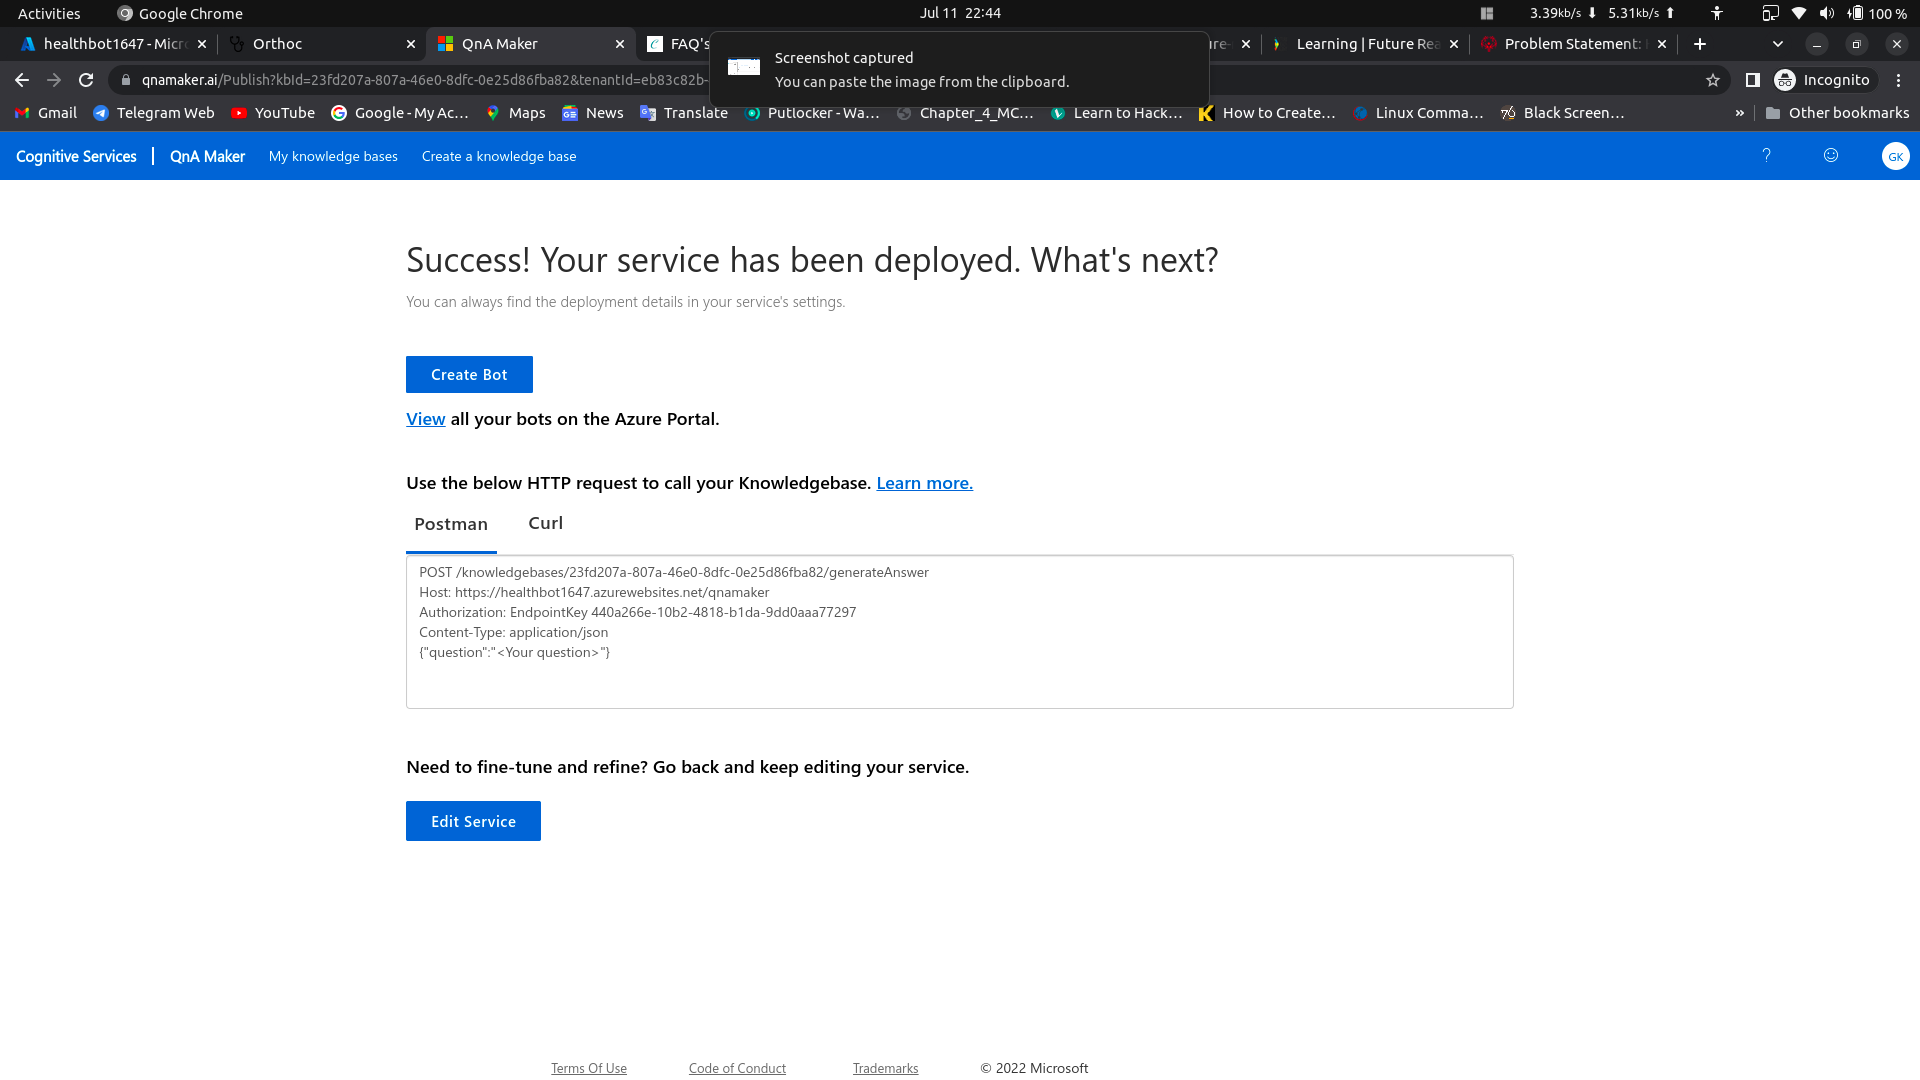 Activities Google Chrome Jul 11 22:44 3.39kb/s ⬇ 5.31kb/s ⬆ 100 %
healthbot1647 - Micr Orthoc QnA Maker FAQ's Learning | Future Rea Problem Statement:
Screenshot captured
You can paste the image from the clipboard.
qnamaker.ai/Publish?kbId=23fd207a-807a-46e0-8dfc-0e25d86fba82&tenantId=eb83c82b- Incognito
Gmail Telegram Web YouTube Google - My Ac... Maps News Translate Putlocker - Wa... Chapter_4_MC... Learn to Hack... How to Create... Linux Comma... Black Screen... » Other bookmarks
Cognitive Services | QnA Maker My knowledge bases Create a knowledge base ? GK
Success! Your service has been deployed. What's next?
You can always find the deployment details in your service's settings.
Create Bot
View all your bots on the Azure Portal.
Use the below HTTP request to call your Knowledgebase. Learn more.
Postman Curl
POST /knowledgebases/23fd207a-807a-46e0-8dfc-0e25d86fba82/generateAnswer
Host: https://healthbot1647.azurewebsites.net/qnamaker
Authorization: EndpointKey 440a266e-10b2-4818-b1da-9dd0aaa77297
Content-Type: application/json
{"question":"<Your question>"}
Need to fine-tune and refine? Go back and keep editing your service.
Edit Service
Terms Of Use Code of Conduct Trademarks © 2022 Microsoft